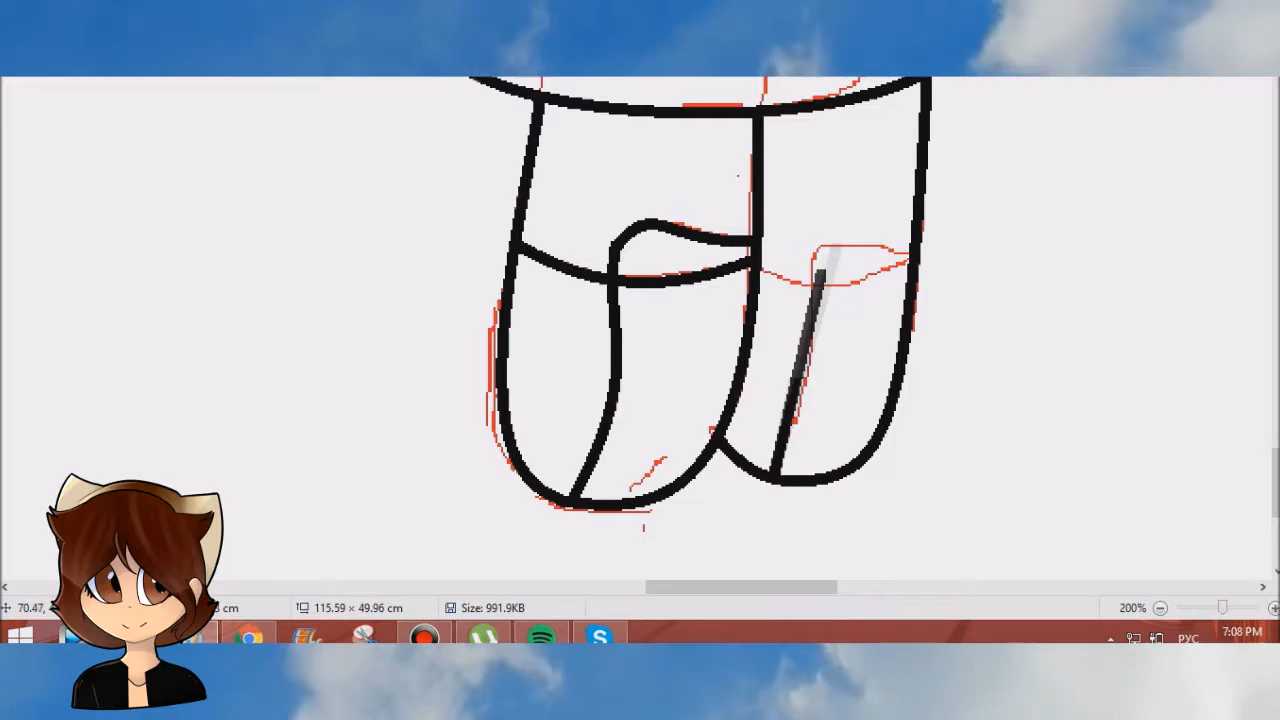 70.47,
cm
115.59 × 49.96 cm
Size: 991.9KB
200%
РУС
7:08 PM